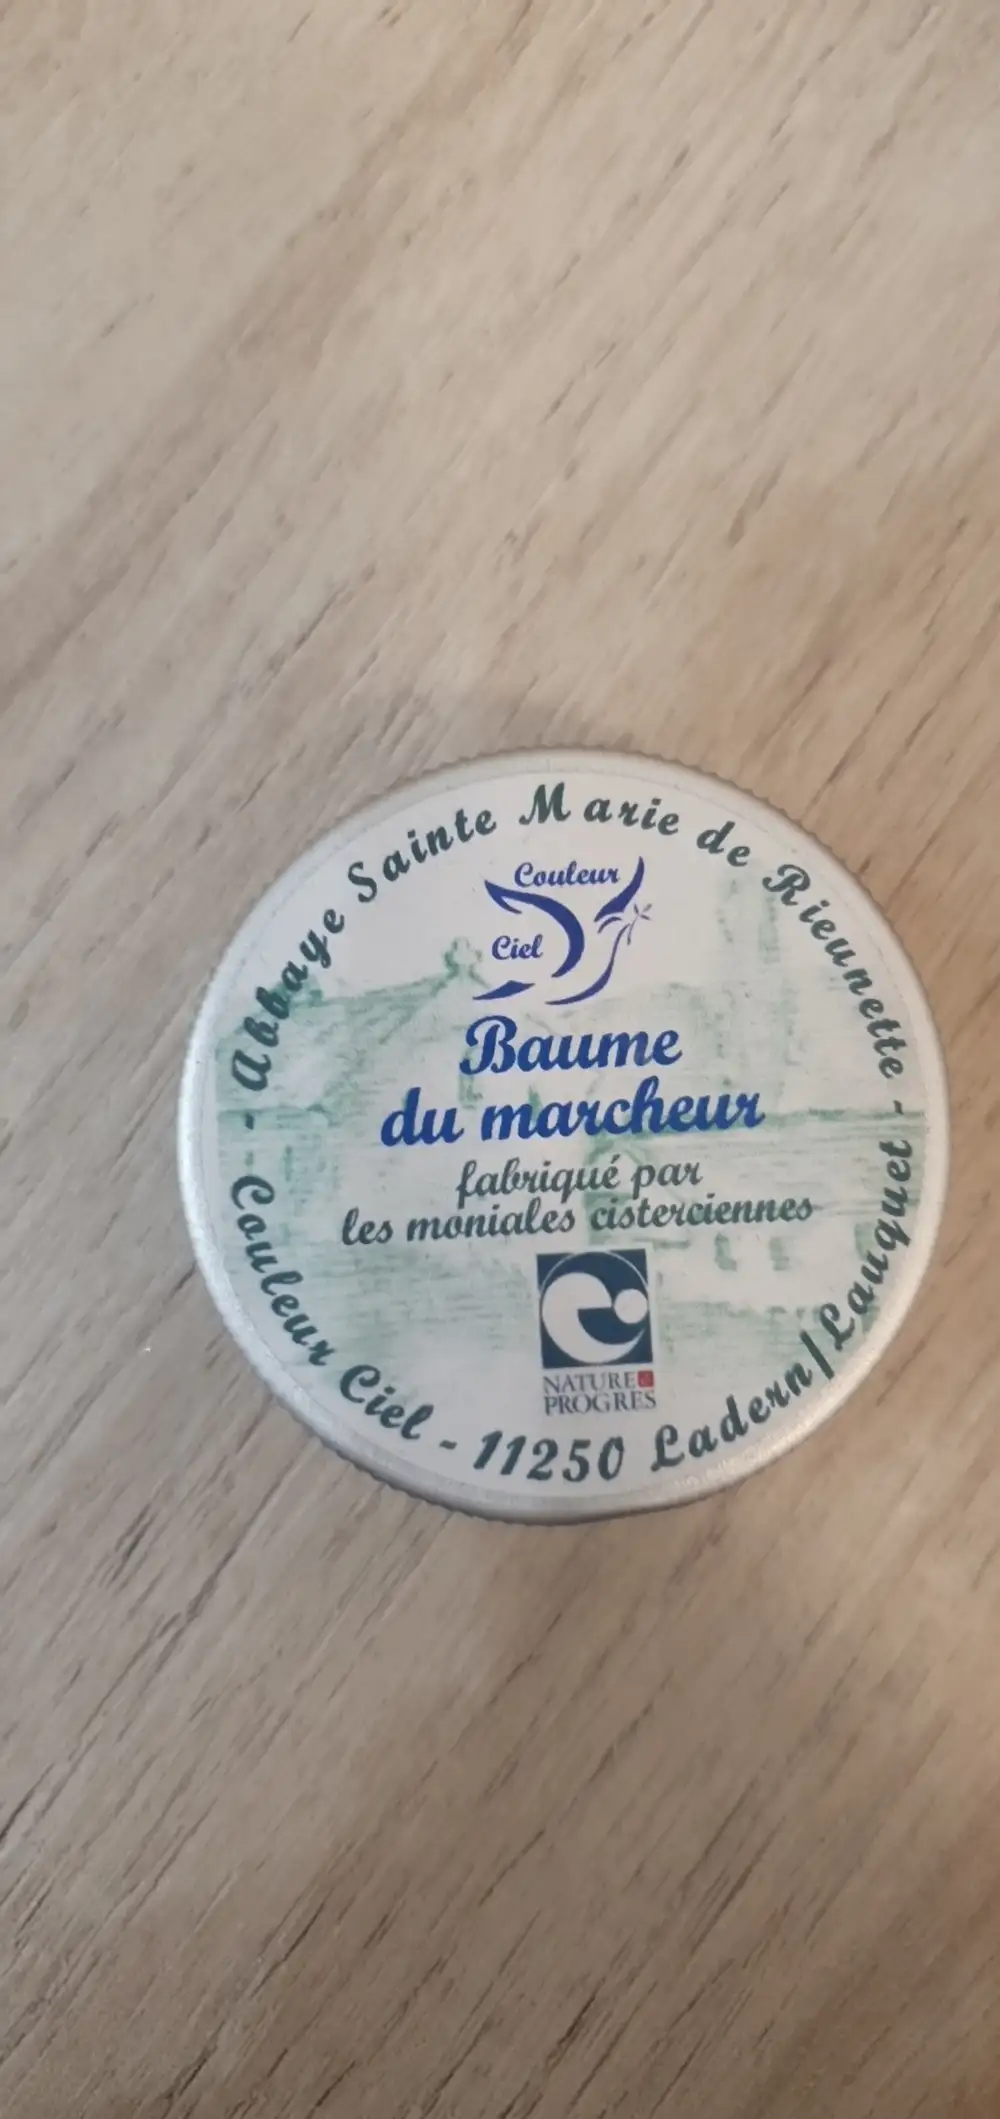 Abbaye Sainte Marie de Rieunette -
Couleur
Ciel
Baume
du marcheur
fabriqué par
les moniales cisterciennes
NATURE &
PROGRES
- Couleur Ciel - 11250 Ladern/Lauquet -